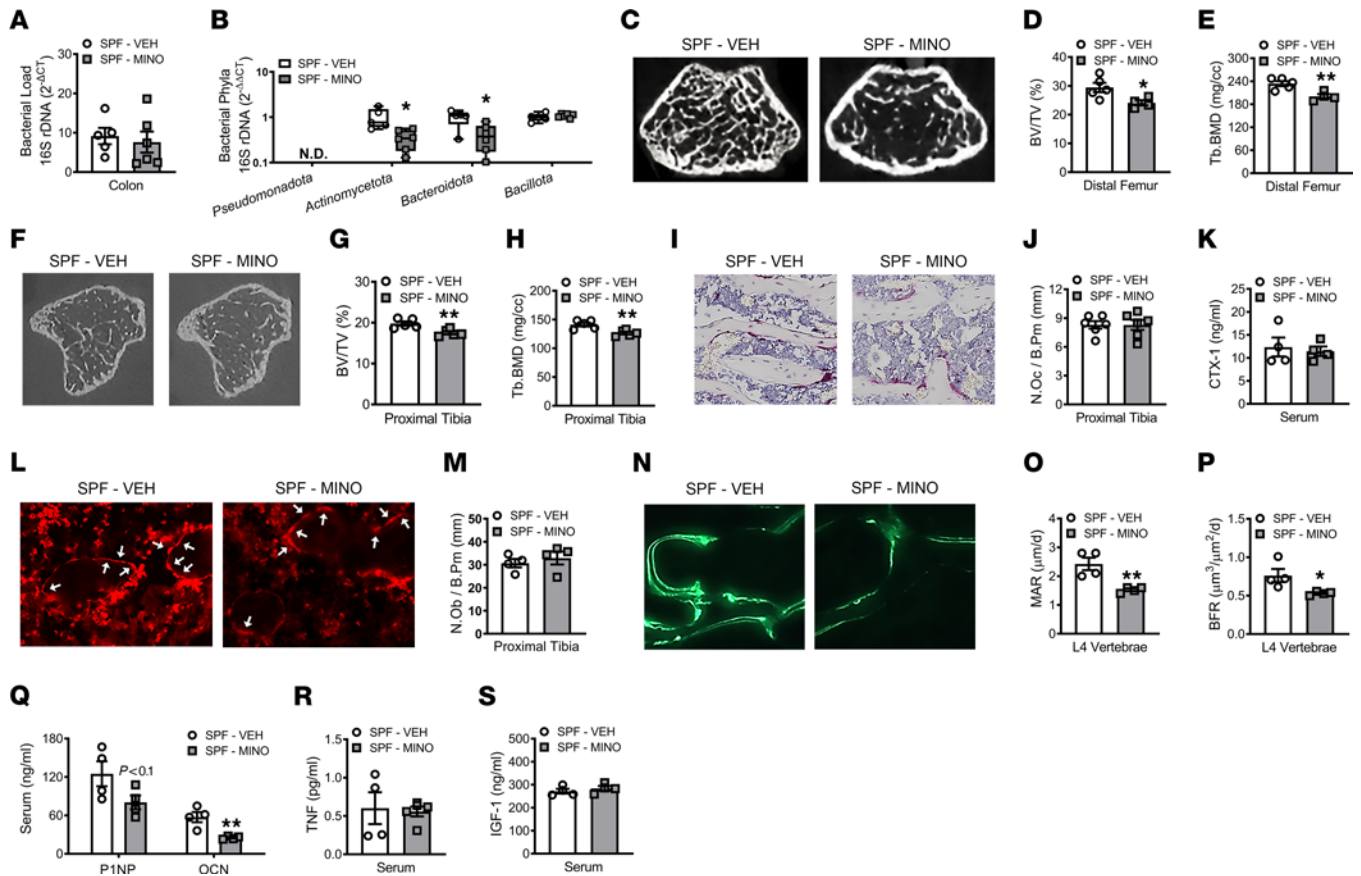 A
SPF - VEH
SPF - MINO
Bacterial Load
16S rDNA (2^-ΔCT)
30
20
10
0
Colon
B
SPF - VEH
SPF - MINO
Bacterial Phyla
16S rDNA (2^-ΔΔCT)
10
1
0.1
N.D.
*
*
Pseudomonadota
Actinomycetota
Bacteroidota
Bacillota
C
SPF - VEH
SPF - MINO
D
SPF - VEH
SPF - MINO
BV/TV (%)
50
40
30
20
10
0
*
Distal Femur
E
SPF - VEH
SPF - MINO
Tb.BMD (mg/cc)
360
300
240
180
120
60
0
**
Distal Femur
F
SPF - VEH
SPF - MINO
G
SPF - VEH
SPF - MINO
BV/TV (%)
40
30
20
10
0
**
Proximal Tibia
H
SPF - VEH
SPF - MINO
Tb.BMD (mg/cc)
200
150
100
50
0
**
Proximal Tibia
I
SPF - VEH
SPF - MINO
J
SPF - VEH
SPF - MINO
N.Oc / B.Pm (mm)
12
9
6
3
0
Proximal Tibia
K
SPF - VEH
SPF - MINO
CTX-1 (ng/ml)
30
25
20
15
10
5
0
Serum
L
SPF - VEH
SPF - MINO
M
SPF - VEH
SPF - MINO
N.Ob / B.Pm (mm)
50
40
30
20
10
0
Proximal Tibia
N
SPF - VEH
SPF - MINO
O
SPF - VEH
SPF - MINO
MAR (μm/d)
4
3
2
1
0
**
L4 Vertebrae
P
SPF - VEH
SPF - MINO
BFR (μm³/μm²/d)
1.5
1.0
0.5
0.0
*
L4 Vertebrae
Q
SPF - VEH
SPF - MINO
Serum (ng/ml)
180
120
60
0
P<0.1
**
P1NP
OCN
R
SPF - VEH
SPF - MINO
TNF (pg/ml)
1.5
1.0
0.5
0.0
Serum
S
SPF - VEH
SPF - MINO
IGF-1 (ng/ml)
500
400
300
200
100
0
Serum